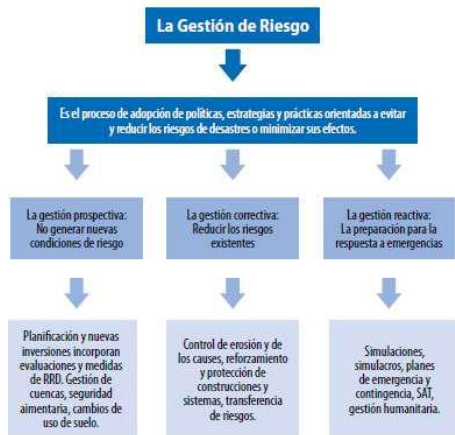 La Gestión de Riesgo
Es el proceso de adopción de políticas, estrategias y prácticas orientadas a evitar
y reducir los riesgos de desastres o minimizar sus efectos.
La gestión prospectiva:
No generar nuevas
condiciones de riesgo
La gestión correctiva:
Reducir los riesgos
existentes
La gestión reactiva:
La preparación para la
respuesta a emergencias
Planificación y nuevas
inversiones incorporan
evaluaciones y medidas
de RRD. Gestión de
cuencas, seguridad
alimentaria, cambios de
uso de suelo.
Control de erosión y de
los causes, reforzamiento
y protección de
construcciones y
sistemas, transferencia
de riesgos.
Simulaciones,
simulacros, planes
de emergencia y
contingencia, SAT,
gestión humanitaria.